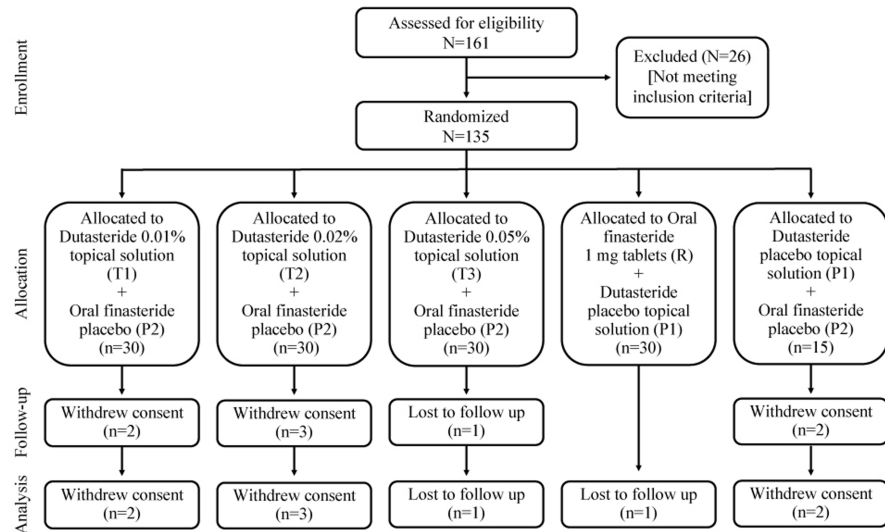 Enrollment
Assessed for eligibility
N=161
Excluded (N=26)
[Not meeting
inclusion criteria]
Randomized
N=135
Allocation
Allocated to
Dutasteride 0.01%
topical solution
(T1)
+
Oral finasteride
placebo (P2)
(n=30)
Allocated to
Dutasteride 0.02%
topical solution
(T2)
+
Oral finasteride
placebo (P2)
(n=30)
Allocated to
Dutasteride 0.05%
topical solution
(T3)
+
Oral finasteride
placebo (P2)
(n=30)
Allocated to Oral
finasteride
1 mg tablets (R)
+
Dutasteride
placebo topical
solution (P1)
(n=30)
Allocated to
Dutasteride
placebo topical
solution (P1)
+
Oral finasteride
placebo (P2)
(n=15)
Follow-up
Withdrew consent
(n=2)
Withdrew consent
(n=3)
Lost to follow up
(n=1)
Withdrew consent
(n=2)
Analysis
Withdrew consent
(n=2)
Withdrew consent
(n=3)
Lost to follow up
(n=1)
Lost to follow up
(n=1)
Withdrew consent
(n=2)